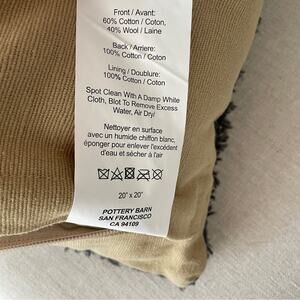 Front / Avant:
60% Cotton / Coton,
40% Wool / Laine
Back / Arriere:
100% Cotton / Coton
Lining / Doublure:
100% Cotton / Coton
Spot Clean With A Damp White
Cloth, Blot To Remove Excess
Water, Air Dry/
Nettoyer en surface
avec un humide chiffon blanc,
éponger pour enlever l'excédent
d'eau et sécher à l'air
20" x 20"
POTTERY BARN
SAN FRANCISCO
CA 94109